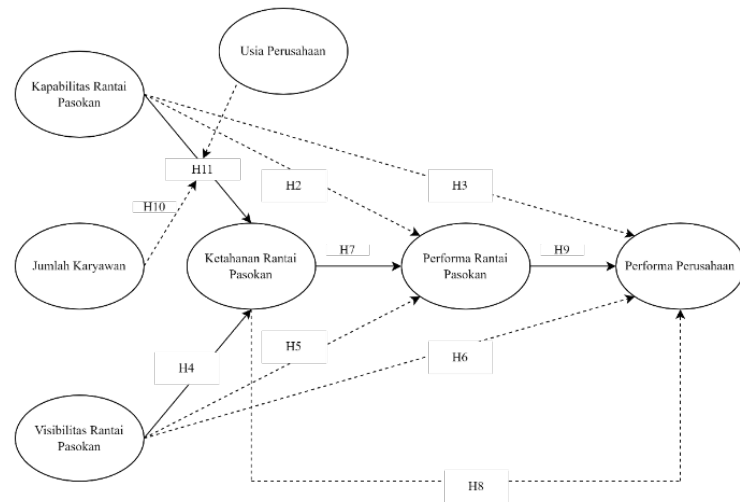 Usia Perusahaan
Kapabilitas Rantai
Pasokan
H11
H2
H3
H10
Jumlah Karyawan
Ketahanan Rantai
Pasokan
H7
Performa Rantai
Pasokan
H9
Performa Perusahaan
H4
H5
H6
Visibilitas Rantai
Pasokan
H8